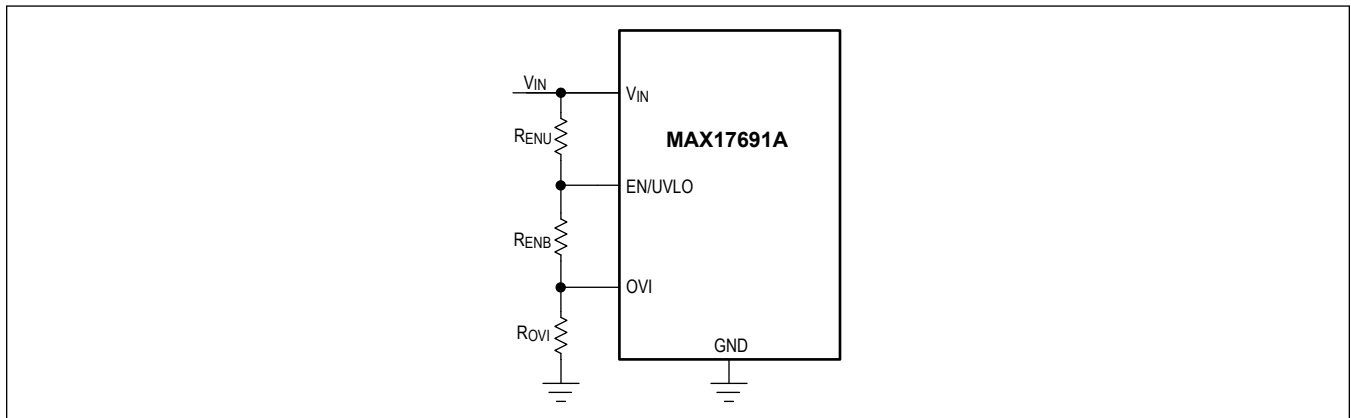 VIN
VIN
RENU
MAX17691A
EN/UVLO
RENB
OVI
ROVI
GND